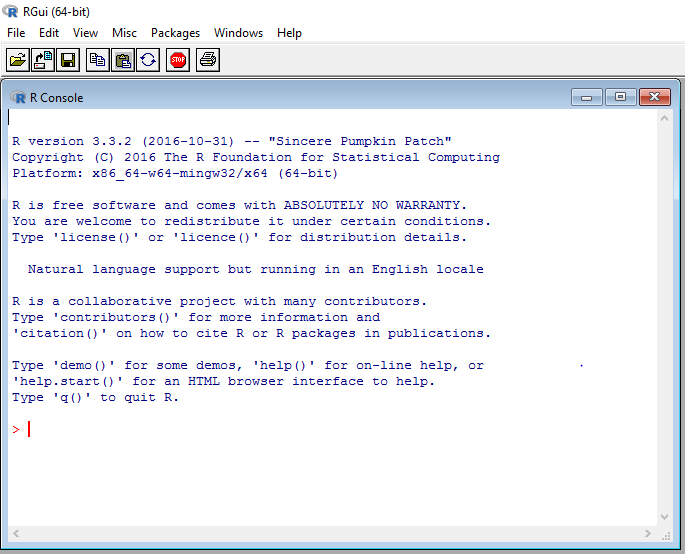 RGui (64-bit)
File Edit View Misc Packages Windows Help
STOP
R Console
R version 3.3.2 (2016-10-31) -- "Sincere Pumpkin Patch"
Copyright (C) 2016 The R Foundation for Statistical Computing
Platform: x86_64-w64-mingw32/x64 (64-bit)
R is free software and comes with ABSOLUTELY NO WARRANTY.
You are welcome to redistribute it under certain conditions.
Type 'license()' or 'licence()' for distribution details.
Natural language support but running in an English locale
R is a collaborative project with many contributors.
Type 'contributors()' for more information and
'citation()' on how to cite R or R packages in publications.
Type 'demo()' for some demos, 'help()' for on-line help, or
'help.start()' for an HTML browser interface to help.
Type 'q()' to quit R.
>